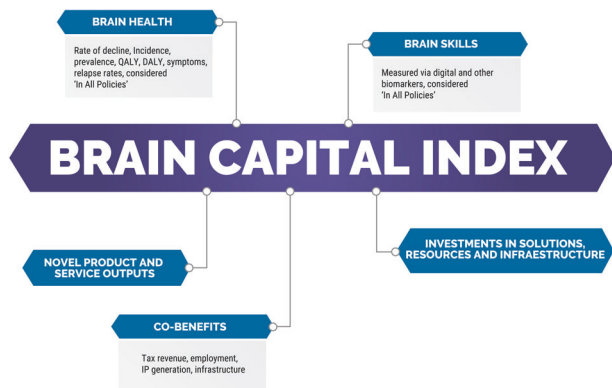 BRAIN HEALTH
Rate of decline, Incidence,
prevalence, QALY, DALY, symptoms,
relapse rates, considered
‘In All Policies’
BRAIN SKILLS
Measured via digital and other
biomarkers, considered
‘In All Policies’
BRAIN CAPITAL INDEX
NOVEL PRODUCT AND
SERVICE OUTPUTS
INVESTMENTS IN SOLUTIONS,
RESOURCES AND INFRAESTRUCTURE
CO-BENEFITS
Tax revenue, employment,
IP generation, infrastructure